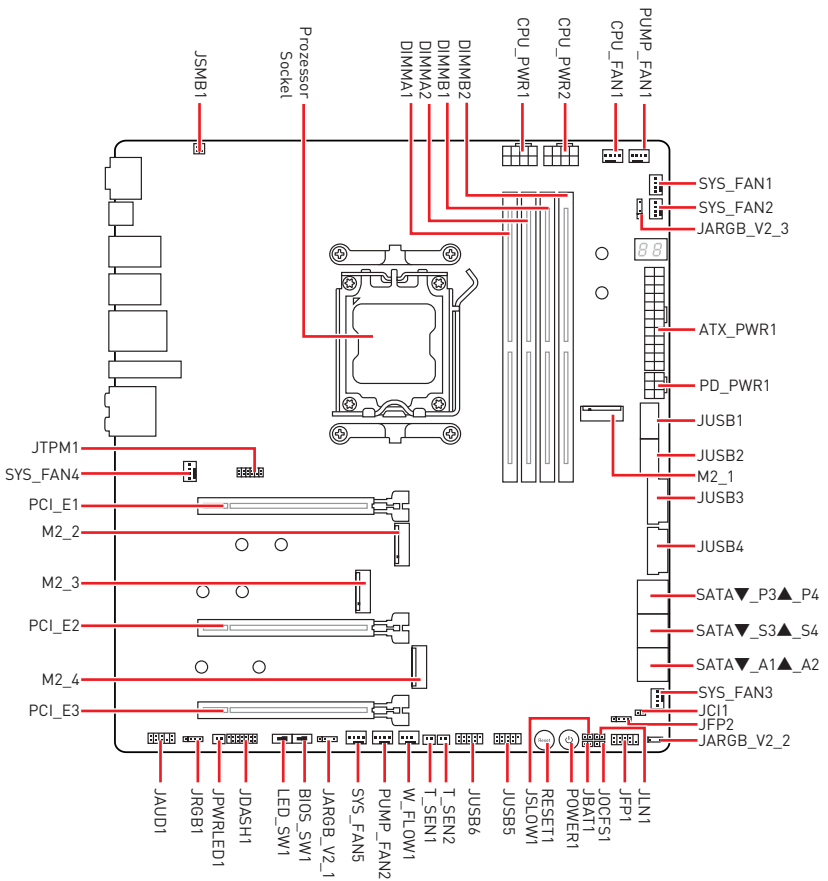 JSMB1
Prozessor
Sockel
DIMMA1
DIMMA2
DIMMB1
DIMMB2
CPU_PWR1
CPU_PWR2
CPU_FAN1
PUMP_FAN1
SYS_FAN1
SYS_FAN2
JARGB_V2_3
88
ATX_PWR1
PD_PWR1
JUSB1
JUSB2
M2_1
JUSB3
JUSB4
SATA▼_P3▲_P4
SATA▼_S3▲_S4
SATA▼_A1▲_A2
SYS_FAN3
JCI1
JFP2
JARGB_V2_2
JTPM1
SYS_FAN4
PCI_E1
M2_2
M2_3
PCI_E2
M2_4
PCI_E3
Reset
JAUD1
JRGB1
JPWRLED1
JDASH1
LED_SW1
BIOS_SW1
JARGB_V2_1
SYS_FAN5
PUMP_FAN2
W_FLOW1
T_SEN1
T_SEN2
JUSB6
JUSB5
JSLOW1
RESET1
POWER1
JBAT1
JOCFS1
JFP1
JLN1